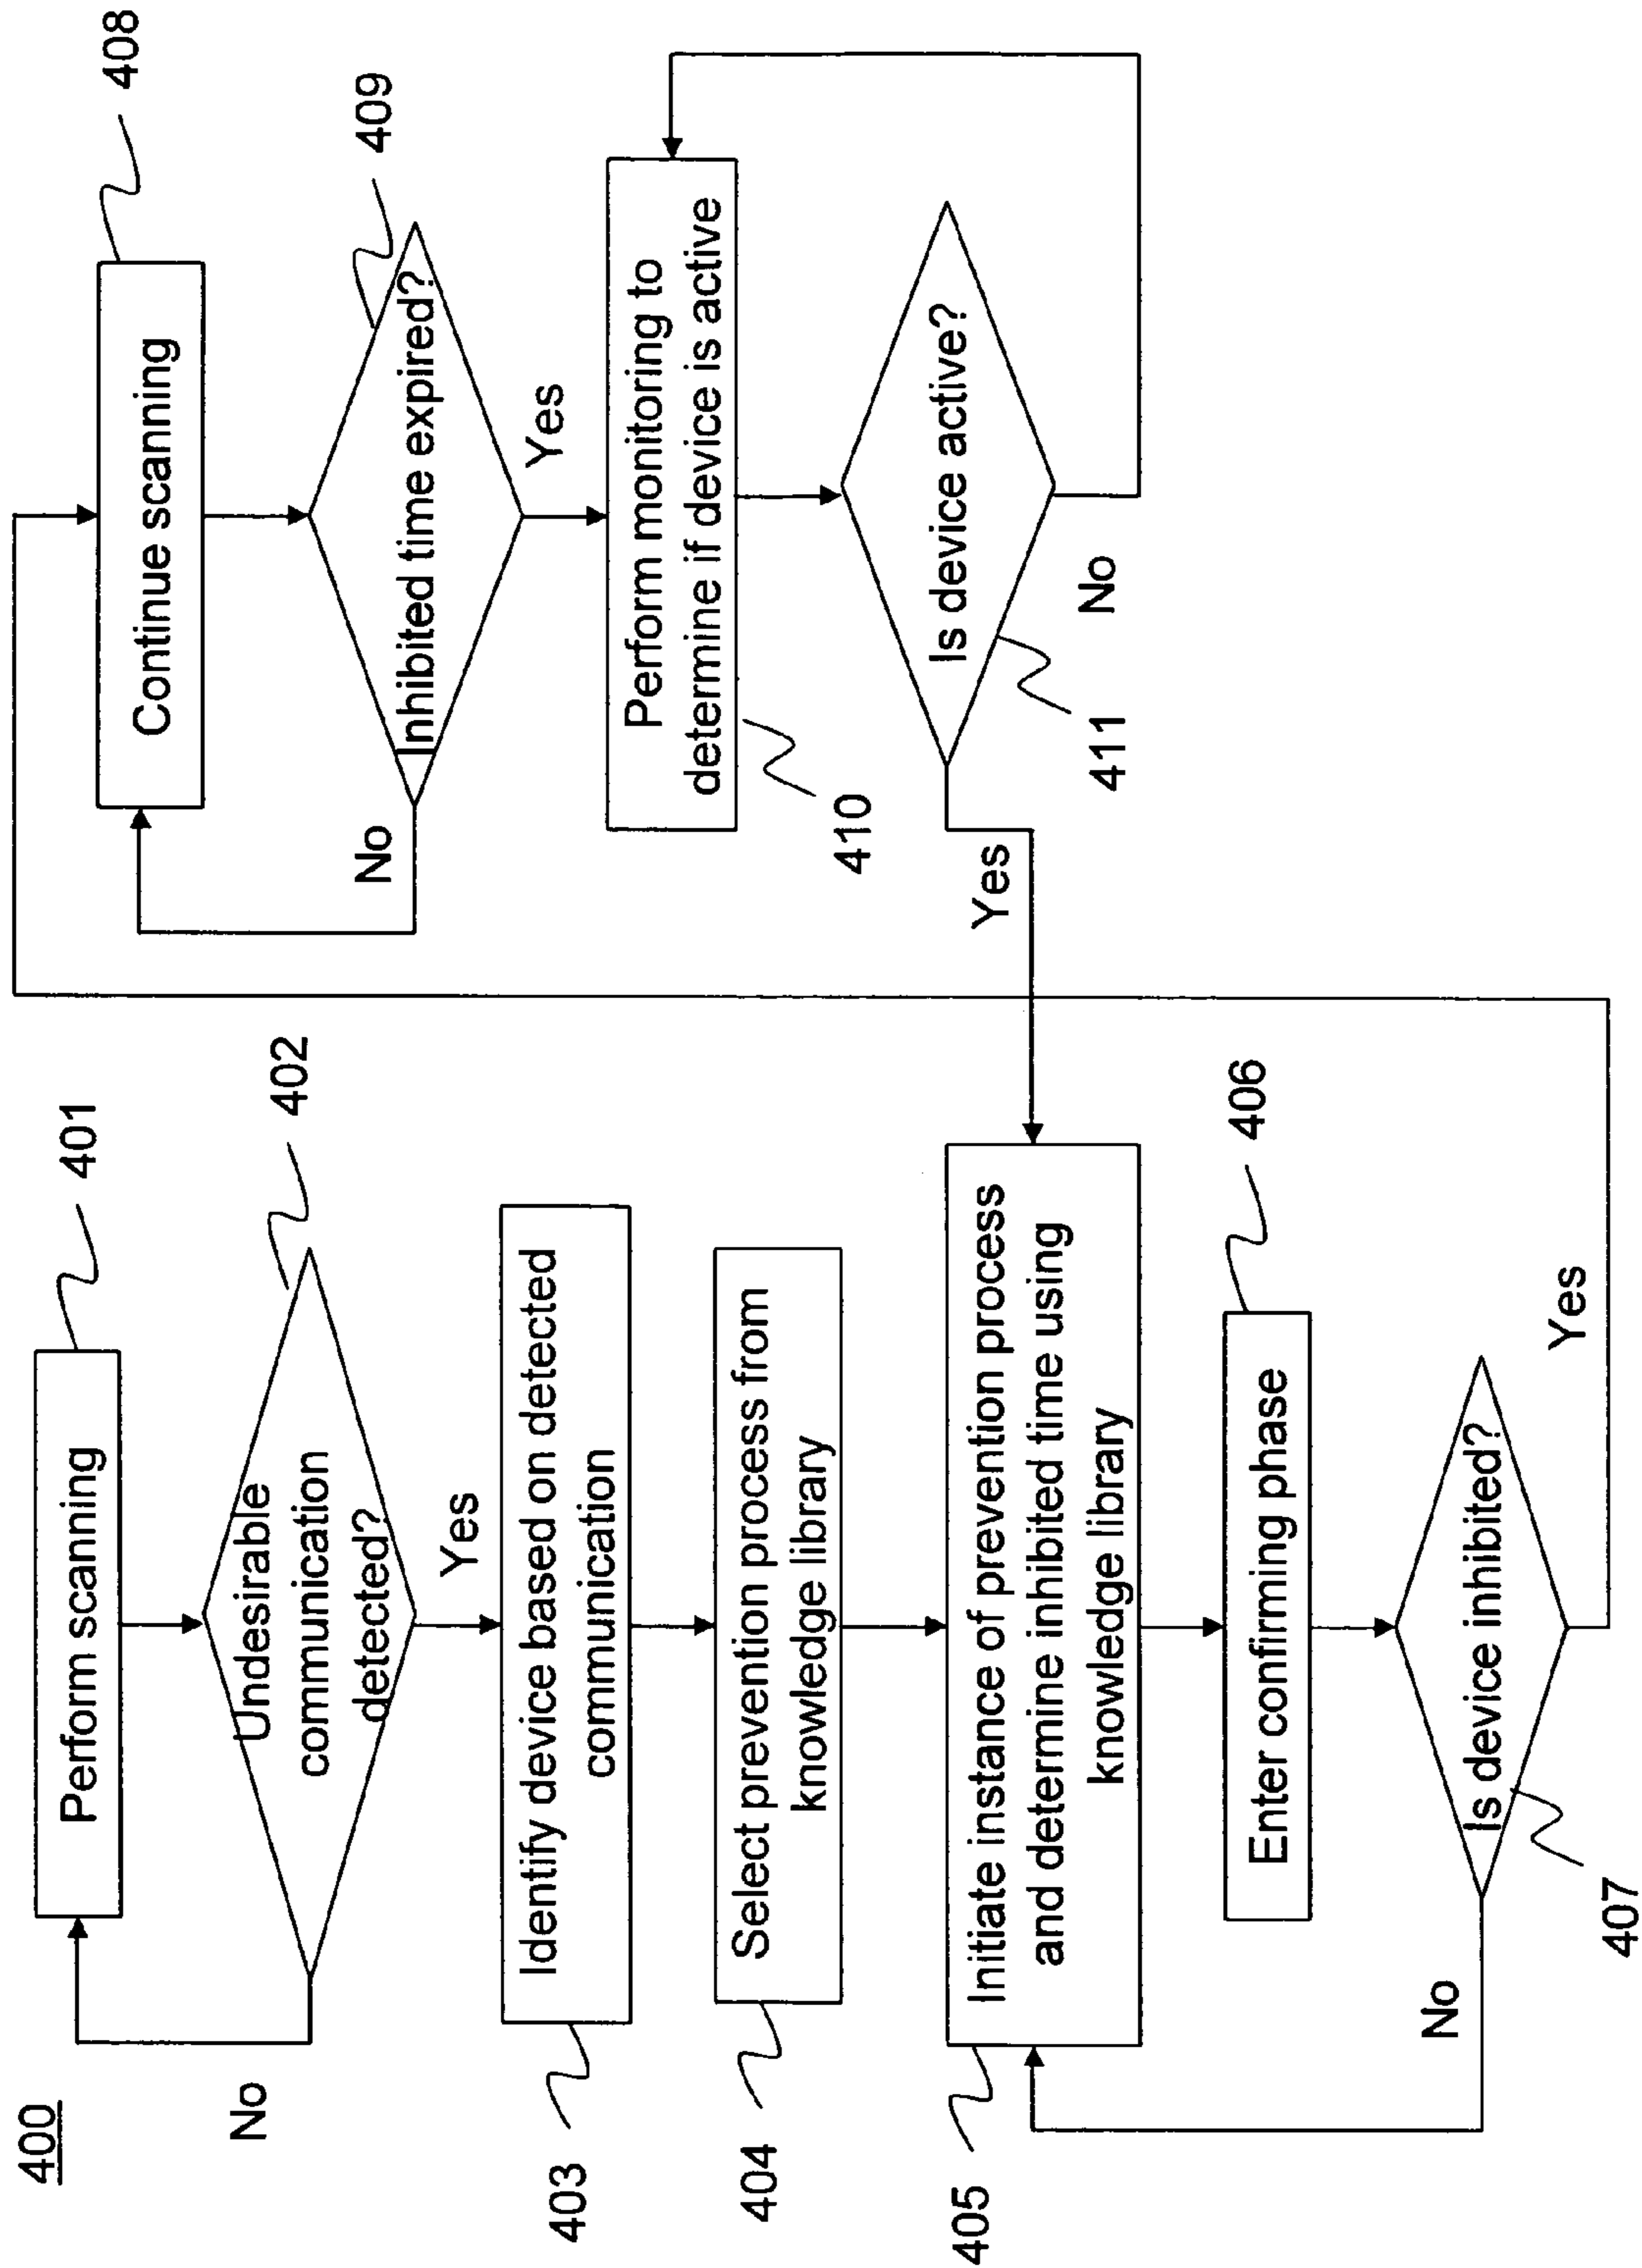 400
Perform scanning
401
Undesirable
communication
detected?
402
No
Yes
Identify device based on detected
communication
403
Select prevention process from
knowledge library
404
Initiate instance of prevention process
and determine inhibited time using
knowledge library
405
Enter confirming phase
406
Is device inhibited?
407
No
Yes
Continue scanning
408
Inhibited time expired?
409
No
Yes
Perform monitoring to
determine if device is active
410
Is device active?
411
Yes
No